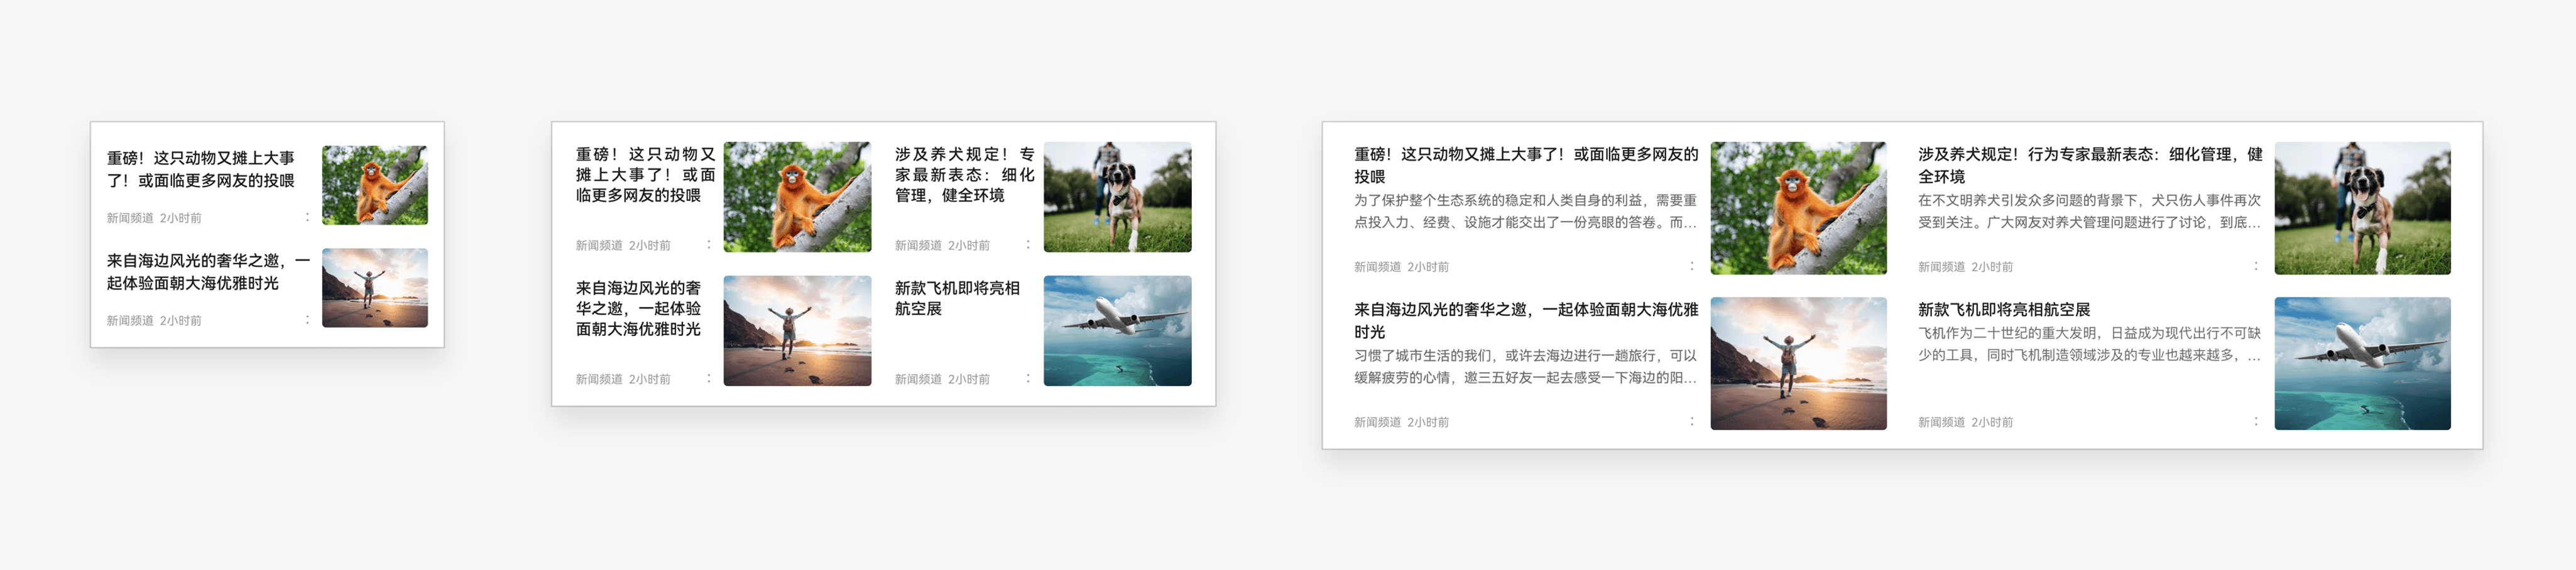 重磅！这只动物又摊上大事
了！或面临更多网友的投喂
新闻频道 2小时前
来自海边风光的奢华之邀，一
起体验面朝大海优雅时光
新闻频道 2小时前
重磅！这只动物又
摊上大事了！或面
临更多网友的投喂
新闻频道 2小时前
涉及养犬规定！专
家最新表态：细化
管理，健全环境
新闻频道 2小时前
来自海边风光的奢
华之邀，一起体验
面朝大海优雅时光
新闻频道 2小时前
新款飞机即将亮相
航空展
新闻频道 2小时前
重磅！这只动物又摊上大事了！或面临更多网友的
投喂
为了保护整个生态系统的稳定和人类自身的利益，需要重
点投入力、经费、设施才能交出了一份亮眼的答卷。而...
新闻频道 2小时前
涉及养犬规定！行为专家最新表态：细化管理，健
全环境
在不文明养犬引发众多问题的背景下，犬只伤人事件再次
受到关注。广大网友对养犬管理问题进行了讨论，到底...
新闻频道 2小时前
来自海边风光的奢华之邀，一起体验面朝大海优雅
时光
习惯了城市生活的我们，或许去海边进行一趟旅行，可以
缓解疲劳的心情，邀三五好友一起去感受一下海边的阳...
新闻频道 2小时前
新款飞机即将亮相航空展
飞机作为二十世纪的重大发明，日益成为现代出行不可缺
少的工具，同时飞机制造领域涉及的专业也越来越多，...
新闻频道 2小时前